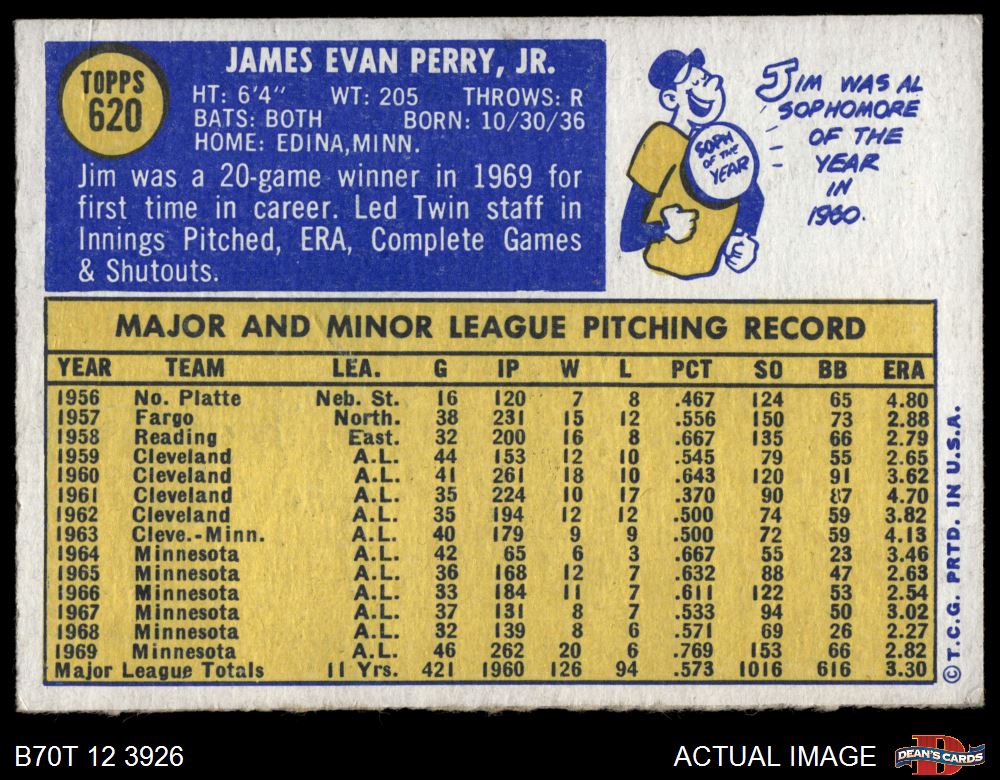 TOPPS
620
JAMES EVAN PERRY, JR.
HT: 6'4" WT: 205 THROWS: R
BATS: BOTH BORN: 10/30/36
HOME: EDINA, MINN.
Jim was a 20-game winner in 1969 for
first time in career. Led Twin staff in
Innings Pitched, ERA, Complete Games
& Shutouts.
SOPH
OF THE
YEAR
JIM WAS AL
SOPHOMORE
OF THE
YEAR
IN
1960.
MAJOR AND MINOR LEAGUE PITCHING RECORD
YEAR TEAM LEA. G IP W L PCT SO BB ERA
1956 No. Platte Neb. St. 16 120 7 8 .467 124 65 4.80
1957 Fargo North. 38 231 15 12 .556 150 73 2.88
1958 Reading East. 32 200 16 8 .667 135 66 2.79
1959 Cleveland A.L. 44 153 12 10 .545 79 55 2.65
1960 Cleveland A.L. 41 261 18 10 .643 120 91 3.62
1961 Cleveland A.L. 35 224 10 17 .370 90 87 4.70
1962 Cleveland A.L. 35 194 12 12 .500 74 59 3.82
1963 Cleve.-Minn. A.L. 40 179 9 9 .500 72 59 4.13
1964 Minnesota A.L. 42 65 6 3 .667 55 23 3.46
1965 Minnesota A.L. 36 168 12 7 .632 88 47 2.63
1966 Minnesota A.L. 33 184 11 7 .611 122 53 2.54
1967 Minnesota A.L. 37 131 8 7 .533 94 50 3.02
1968 Minnesota A.L. 32 139 8 6 .571 69 26 2.27
1969 Minnesota A.L. 46 262 20 6 .769 153 66 2.82
Major League Totals 11 Yrs. 421 1960 126 94 .573 1016 616 3.30
© T.C.G. PRTD. IN U.S.A.
B70T 12 3926
ACTUAL IMAGE
DEAN'S CARDS